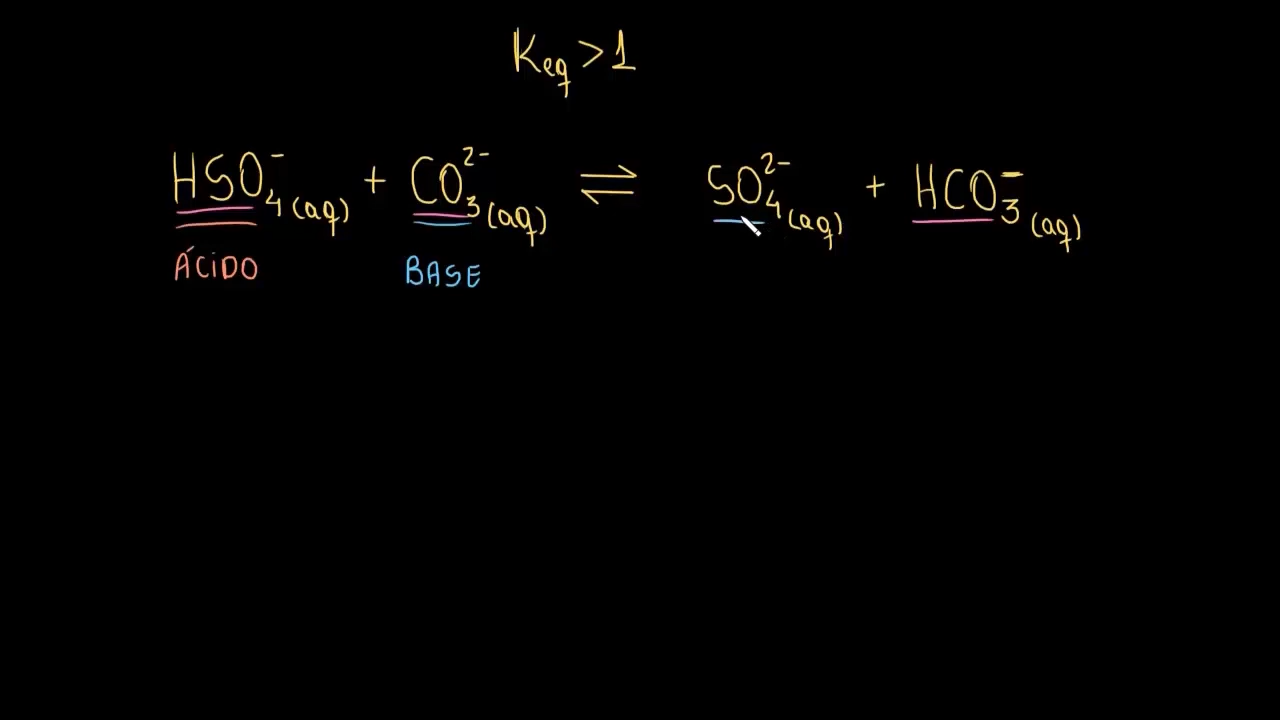 Keq > 1
HSO₄⁻(aq) + CO₃²⁻(aq) ⇌ SO₄²⁻(aq) + HCO₃⁻(aq)
ÁCIDO BASE